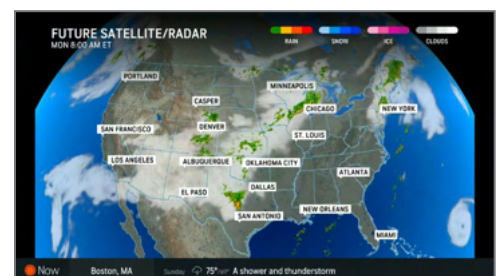 FUTURE SATELLITE/RADAR
MON 8:00 AM ET
RAIN SNOW ICE CLOUDS
PORTLAND
MINNEAPOLIS
CASPER
CHICAGO
NEW YORK
SAN FRANCISCO
DENVER
ST. LOUIS
LOS ANGELES
ALBUQUERQUE
OKLAHOMA CITY
ATLANTA
EL PASO
DALLAS
SAN ANTONIO
NEW ORLEANS
MIAMI
Now Boston, MA Sunday 75° A shower and thunderstorm